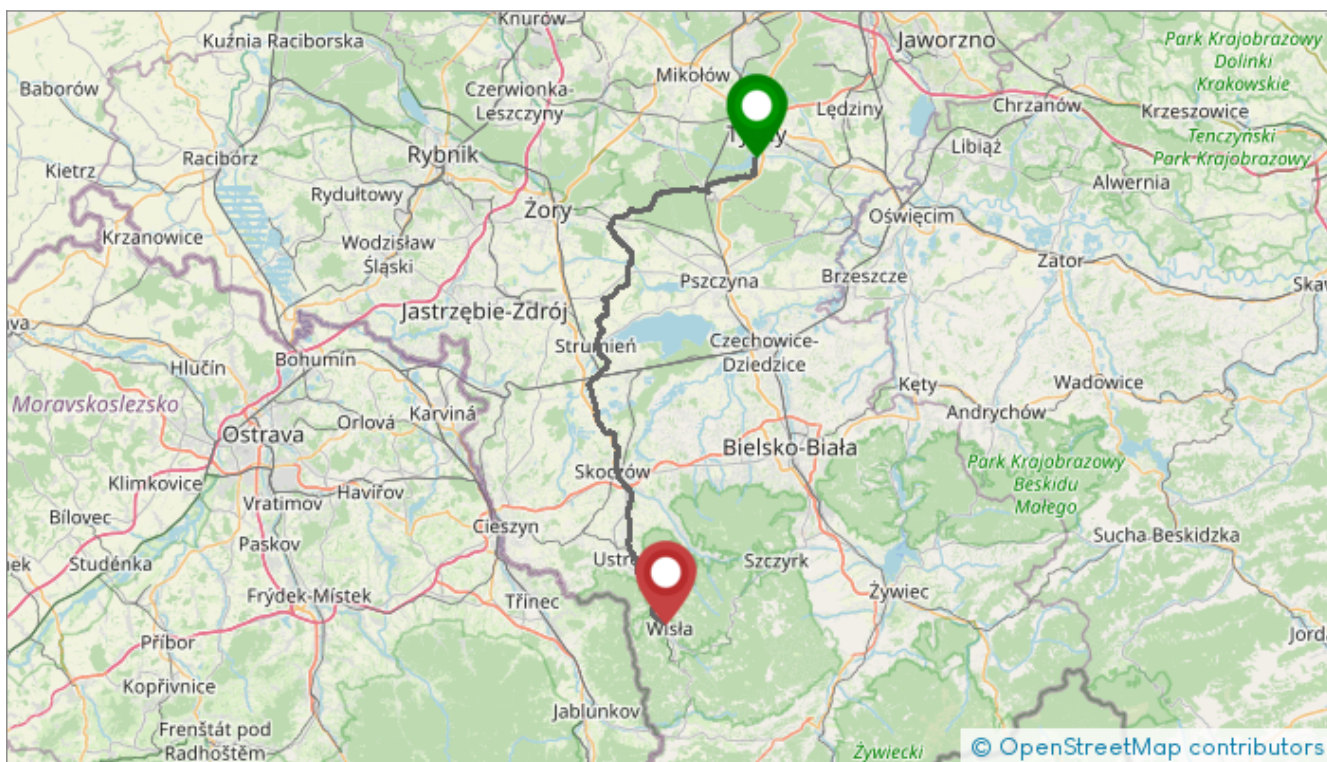 Knurów
Kuźnia Raciborska
Jaworzno
Park Krajobrazowy
Dolinki
Krakowskie
Mikołów
Baborów
Czerwionka-
Leszczyny
Lędziny
Chrzanów
Krzeszowice
Tenczyński
Park Krajobrazowy
Rybnik
Racibórz
Libiąż
Kietrz
Rydułtowy
Alwernia
Żory
Oświęcim
Krzanowice
Wodzisław
Śląski
Zator
Pszczyna
Brzeszcze
Jastrzębie-Zdrój
Strumień
Czechowice-
Dziedzice
Bohumín
Hlučín
Kęty
Wadowice
Moravskoslezsko
Karviná
Andrychów
Orlová
Ostrava
Bielsko-Biała
Park Krajobrazowy
Beskidu
Małego
Skoczów
Klimkovice
Havířov
Vratimov
Bílovec
Cieszyn
Sucha Beskidzka
Paskov
Studénka
Szczyrk
Frýdek-Místek
Třinec
Żywiec
Wisła
Příbor
Kopřivnice
Jablunkov
Frenštát pod
Radhoštěm
Żywiecki
© OpenStreetMap contributors